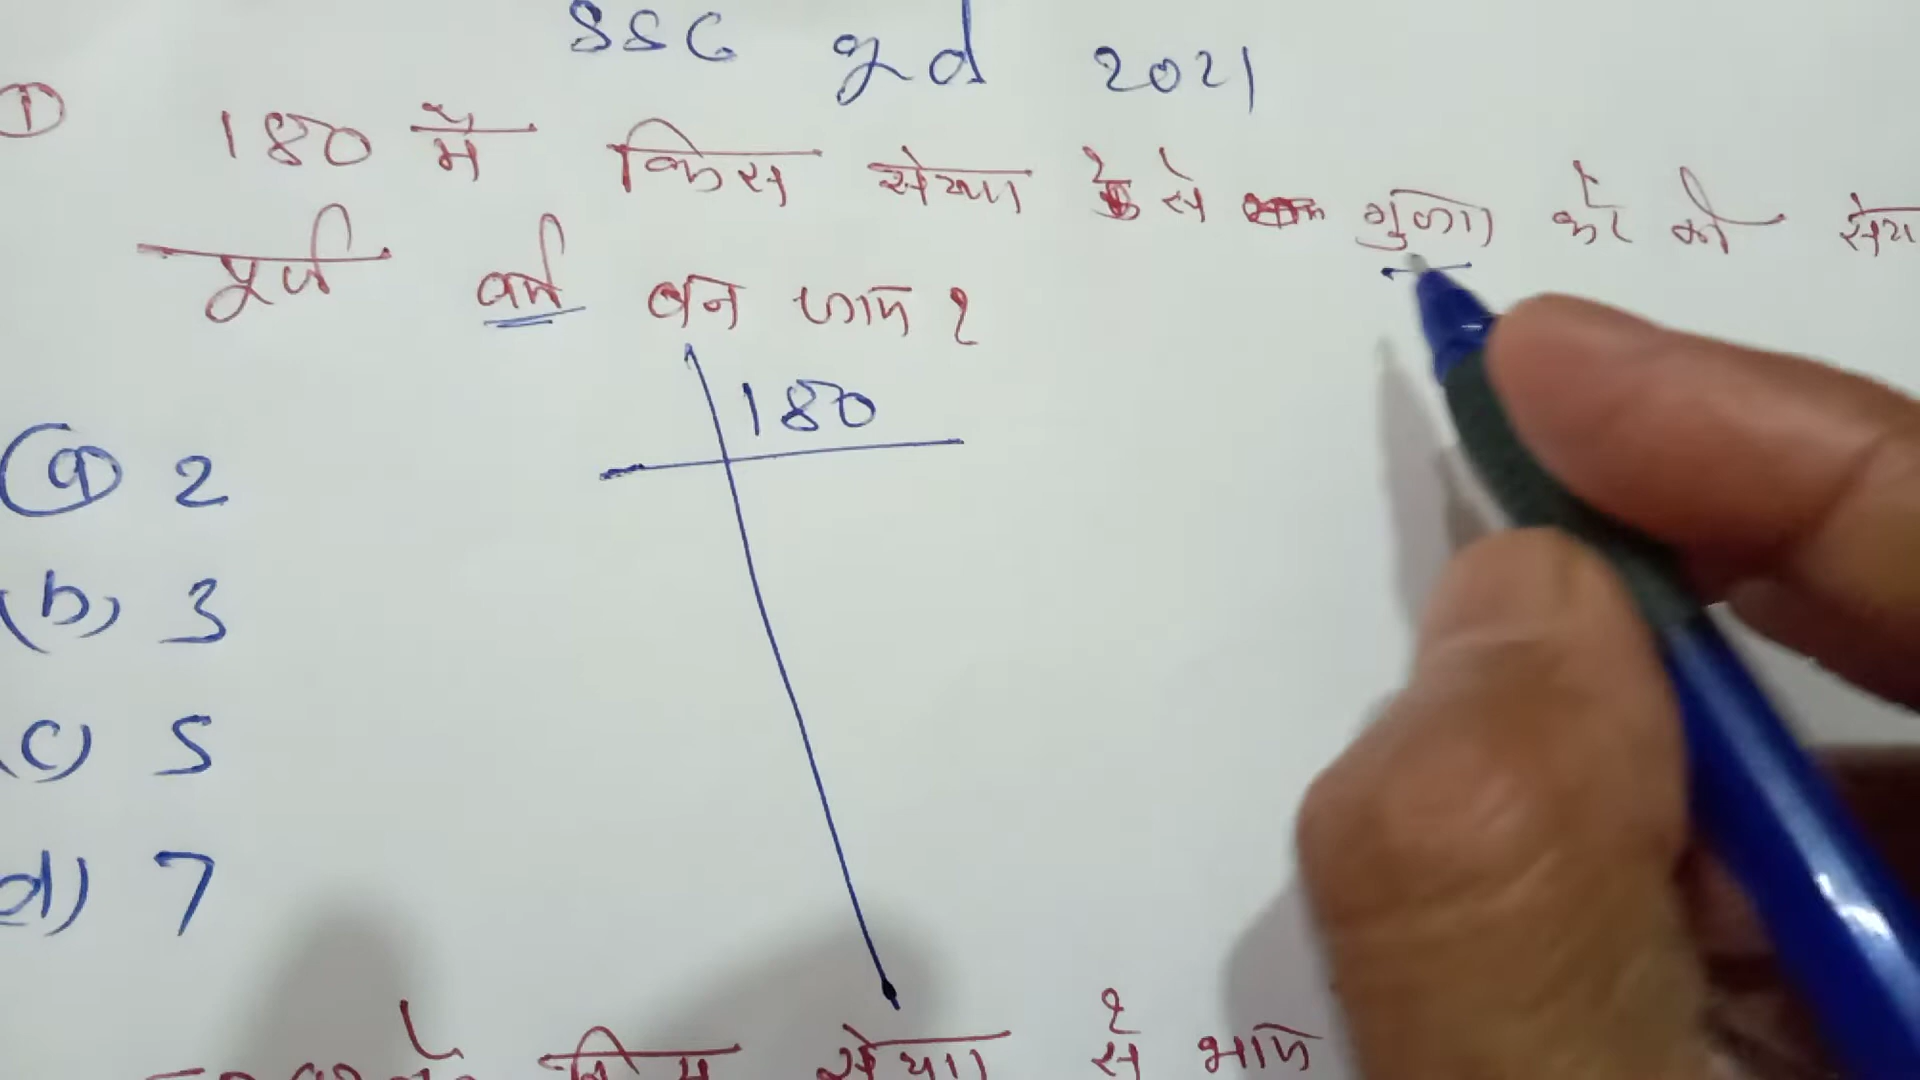 SSC gd 2021
① 180 में किस संख्या से गुणा करें की
पूर्ण वर्ग बन जाए ?
180
(a) 2
(b) 3
(c) 5
(d) 7
किस संख्या से भाग